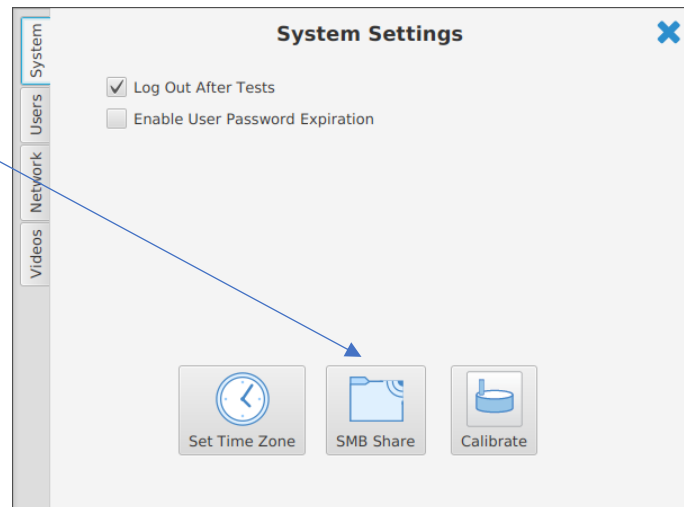 System Settings
System
Users
Network
Videos
Log Out After Tests
Enable User Password Expiration
Set Time Zone
SMB Share
Calibrate